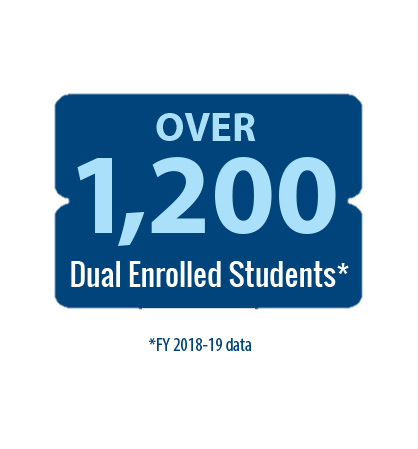 OVER
1,200
Dual Enrolled Students*
*FY 2018-19 data